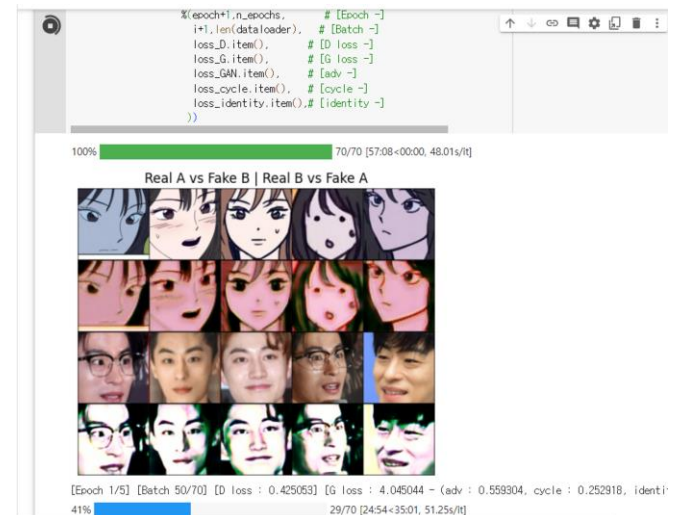 %(epoch+1,n_epochs,       # [Epoch -]
i+1,len(dataloader),   # [Batch -]
loss_D.item(),       # [D loss -]
loss_G.item(),       # [G loss -]
loss_GAN.item(),     # [adv -]
loss_cycle.item(),   # [cycle -]
loss_identity.item(),# [identity -]
))
100% 70/70 [57:08<00:00, 48.01s/it]
Real A vs Fake B | Real B vs Fake A
[Epoch 1/5] [Batch 50/70] [D loss : 0.425053] [G loss : 4.045044 - (adv : 0.559304, cycle : 0.252918, identi
41% 29/70 [24:54<35:01, 51.25s/it]